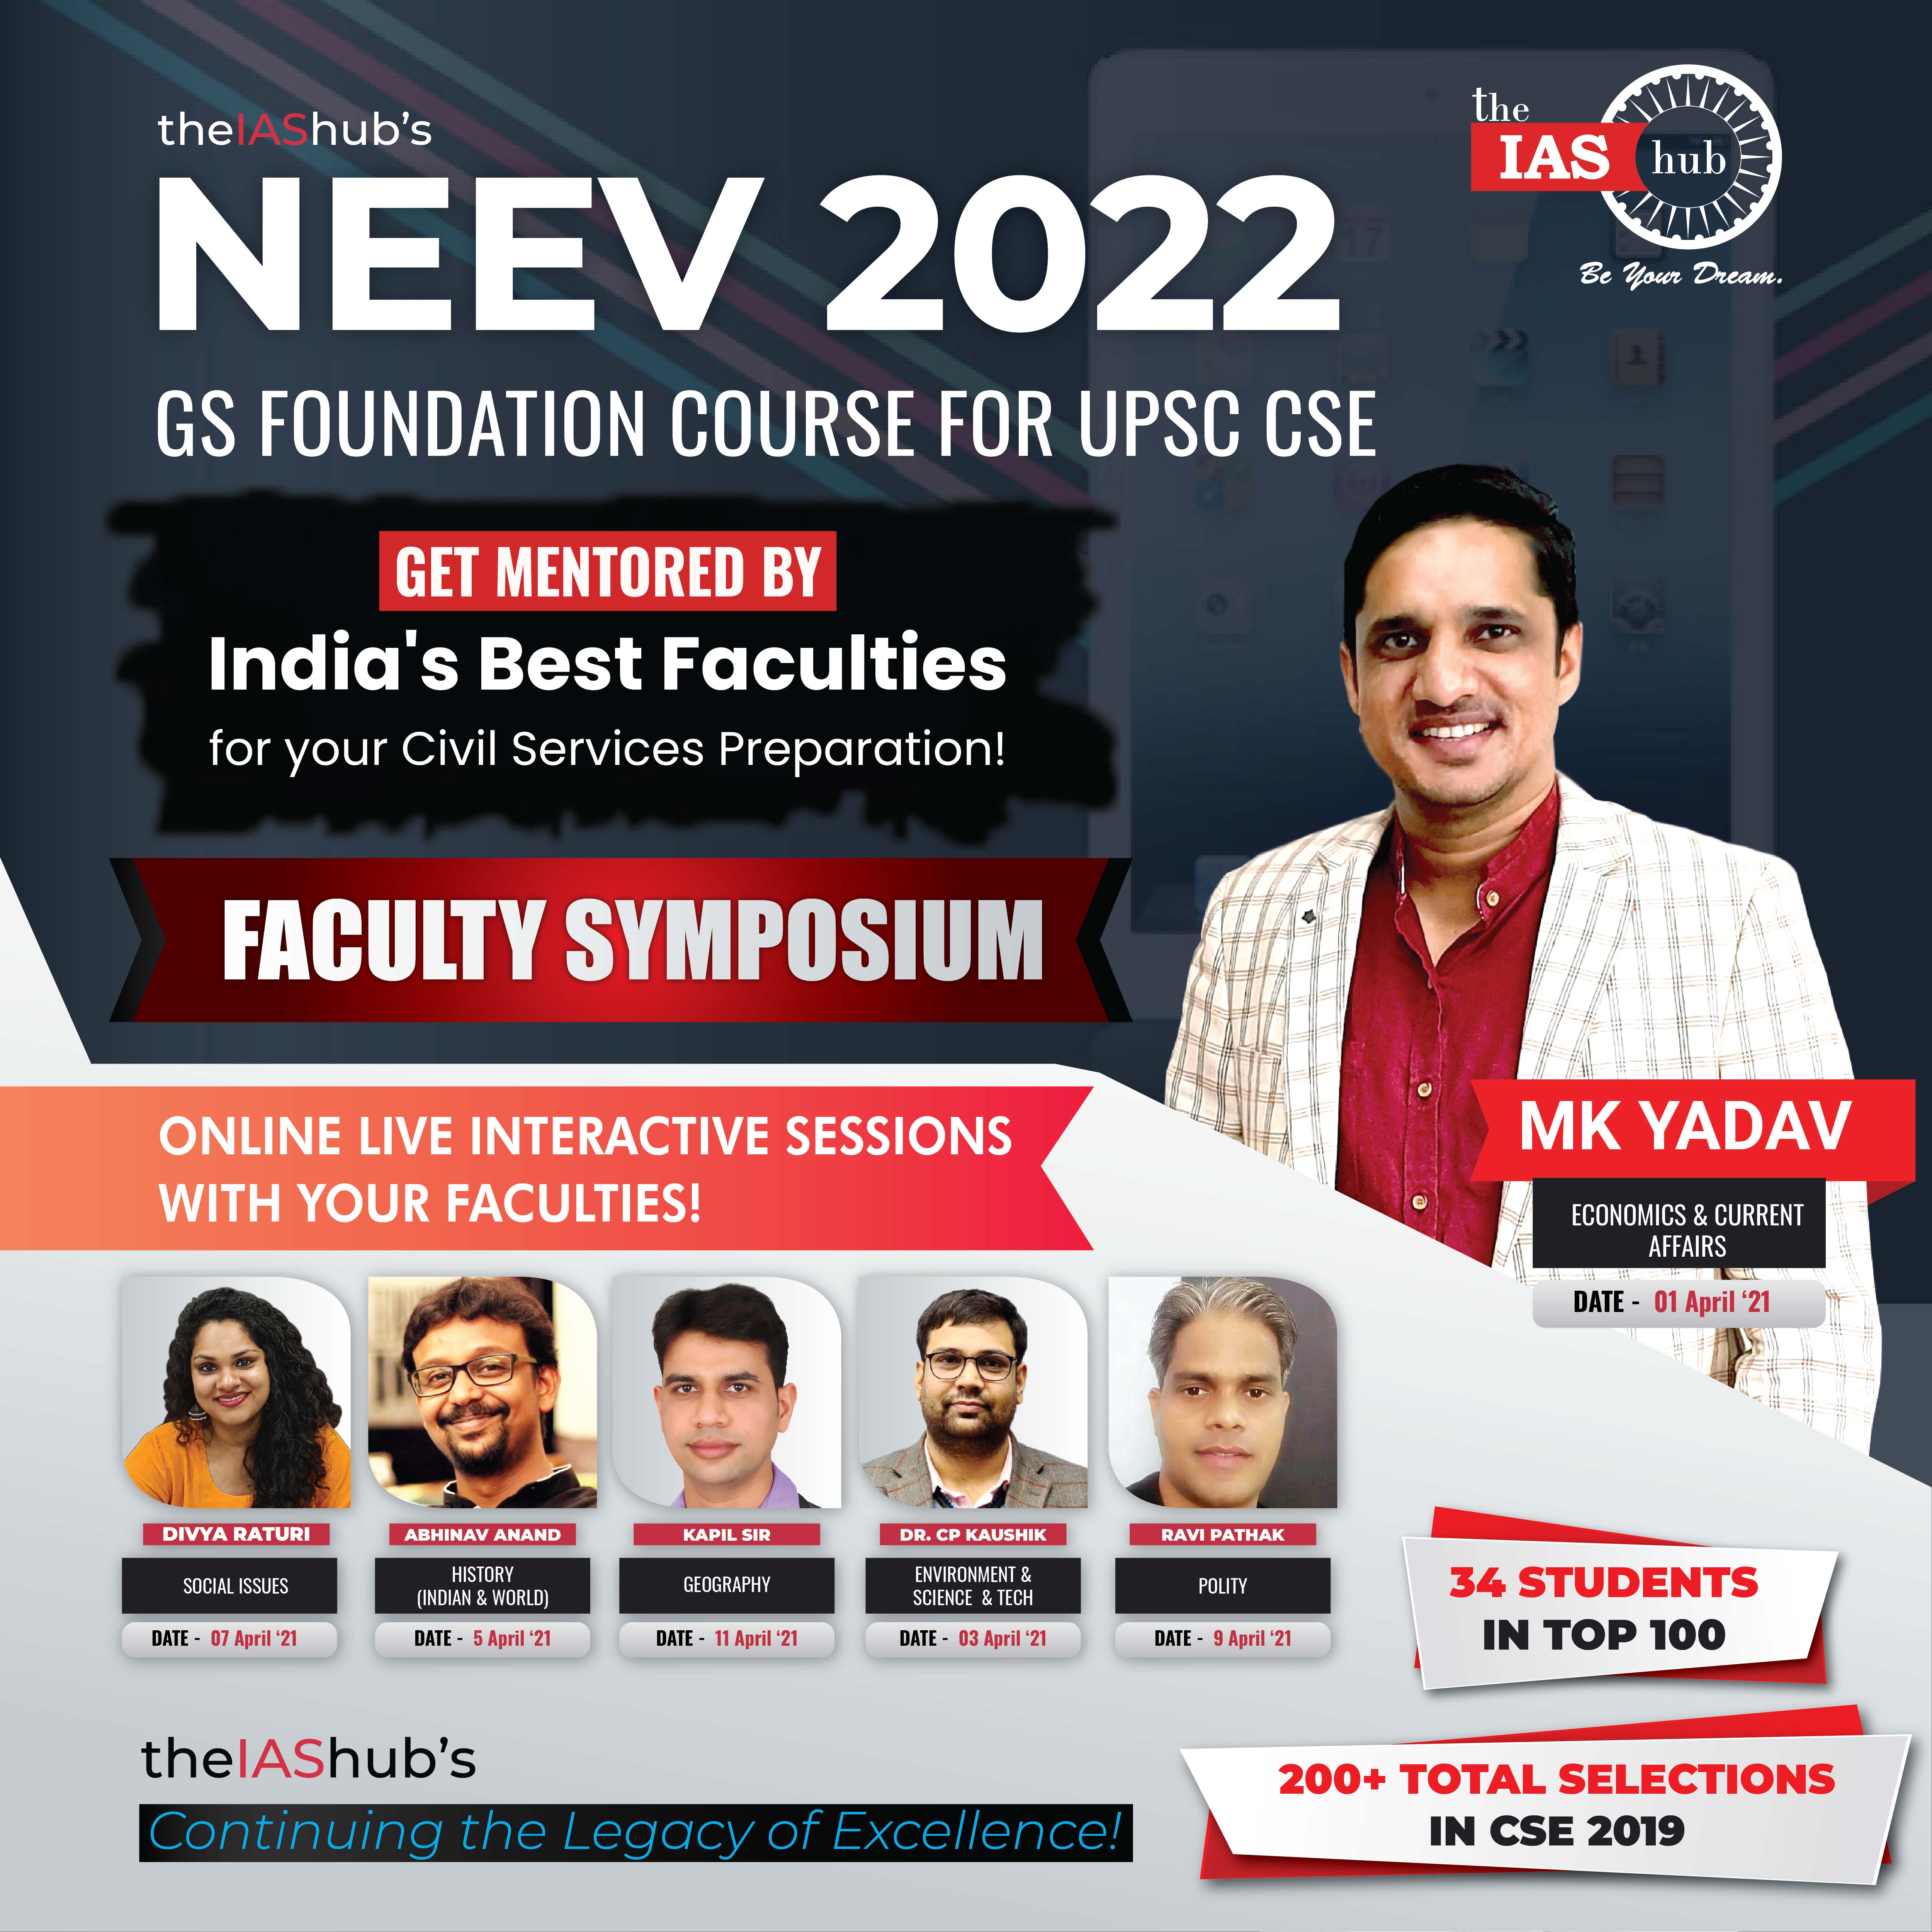 theIAShub's
NEEV 2022
GS FOUNDATION COURSE FOR UPSC CSE
the
IAS hub
Be Your Dream.
GET MENTORED BY
India's Best Faculties
for your Civil Services Preparation!
FACULTY SYMPOSIUM
ONLINE LIVE INTERACTIVE SESSIONS
WITH YOUR FACULTIES!
MK YADAV
ECONOMICS & CURRENT
AFFAIRS
DATE - 01 April ‘21
DIVYA RATURI
SOCIAL ISSUES
DATE - 07 April ‘21
ABHINAV ANAND
HISTORY
(INDIAN & WORLD)
DATE - 5 April ‘21
KAPIL SIR
GEOGRAPHY
DATE - 11 April ‘21
DR. CP KAUSHIK
ENVIRONMENT &
SCIENCE & TECH
DATE - 03 April ‘21
RAVI PATHAK
POLITY
DATE - 9 April ‘21
34 STUDENTS
IN TOP 100
200+ TOTAL SELECTIONS
IN CSE 2019
theIAShub's
Continuing the Legacy of Excellence!
17